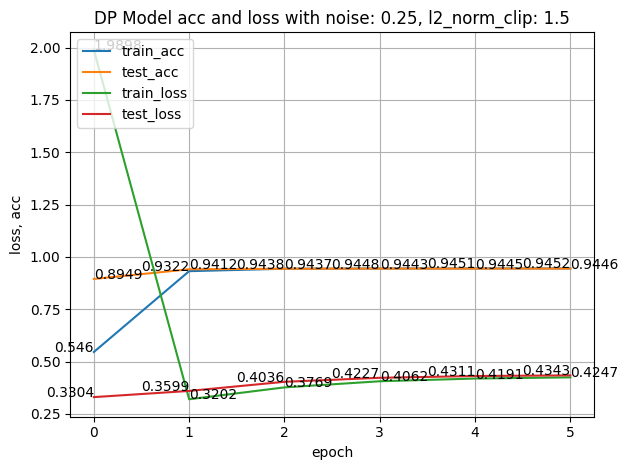 DP Model acc and loss with noise: 0.25, l2_norm_clip: 1.5
loss, acc
2.00
1.75
1.50
1.25
1.00
0.75
0.50
0.25
1.9898
train_acc
test_acc
train_loss
test_loss
0.8949 0.9322 0.9412 0.9438 0.9437 0.9448 0.9443 0.9451 0.9445 0.9452 0.9446
0.546
0.3304 0.3599 0.4036 0.4227 0.4311 0.4343
0.3202 0.3769 0.4062 0.4191 0.4247
0 1 2 3 4 5
epoch